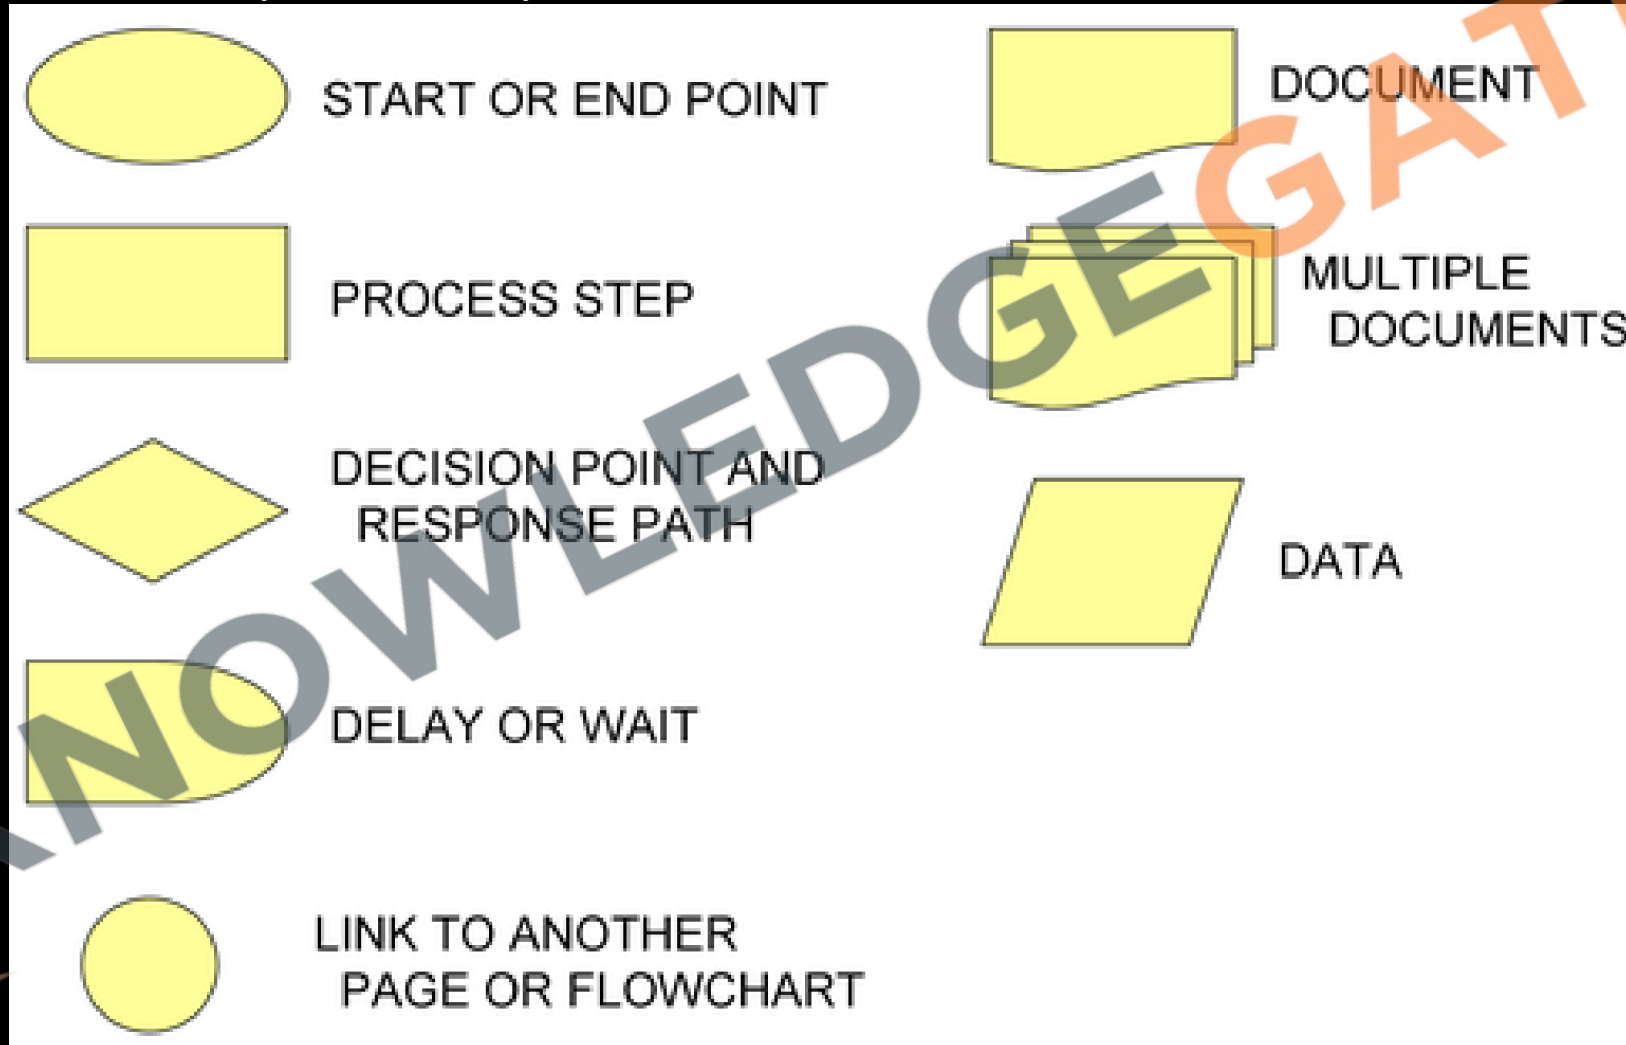 START OR END POINT
PROCESS STEP
DECISION POINT AND
RESPONSE PATH
DELAY OR WAIT
LINK TO ANOTHER
PAGE OR FLOWCHART
DOCUMENT
MULTIPLE
DOCUMENTS
DATA